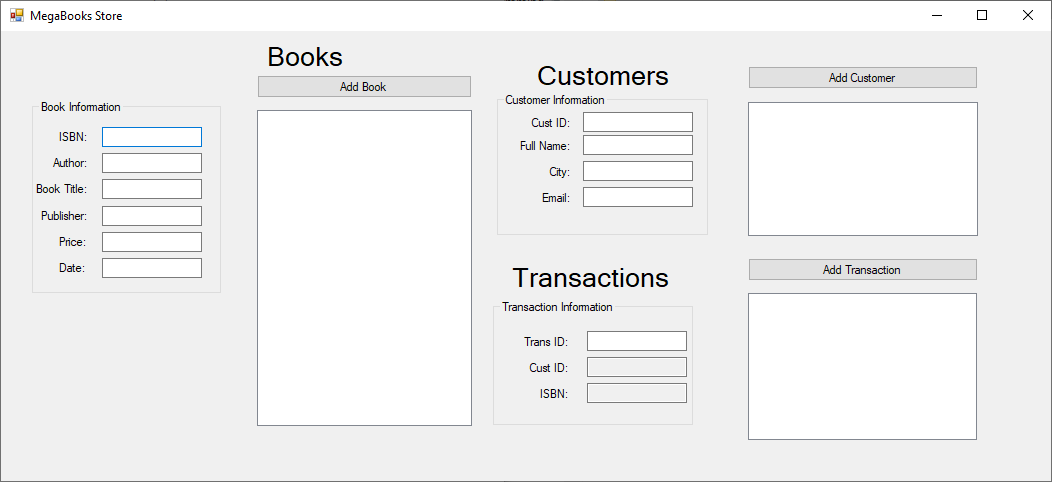 MegaBooks Store
Books
Add Book
Book Information
ISBN:
Author:
Book Title:
Publisher:
Price:
Date:
Customers
Customer Information
Cust ID:
Full Name:
City:
Email:
Add Customer
Transactions
Transaction Information
Trans ID:
Cust ID:
ISBN:
Add Transaction